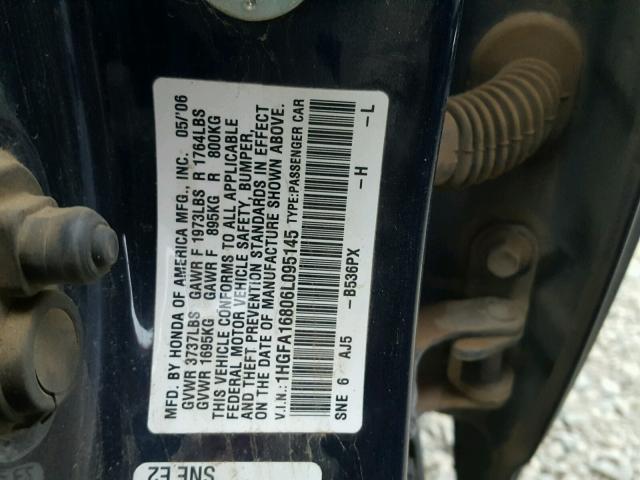 MFD. BY HONDA OF AMERICA MFG., INC. 05/'06
GVWR 3737LBS GAWR F 1973LBS R 1764LBS
GVWR 1695KG GAWR F 895KG R 800KG
THIS VEHICLE CONFORMS TO ALL APPLICABLE
FEDERAL MOTOR VEHICLE SAFETY, BUMPER,
AND THEFT PREVENTION STANDARDS IN EFFECT
ON THE DATE OF MANUFACTURE SHOWN ABOVE.
V.I.N.: 1HGFA16806L095145 TYPE:PASSENGER CAR
SNE 6 AJ5 -B536PX -H -L
SNE E2